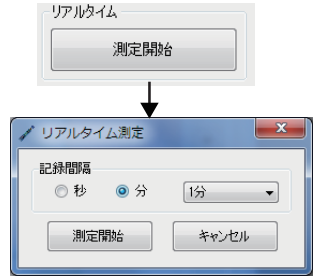 リアルタイム
測定開始
リアルタイム測定
記録間隔
秒 分 1分
測定開始 キャンセル